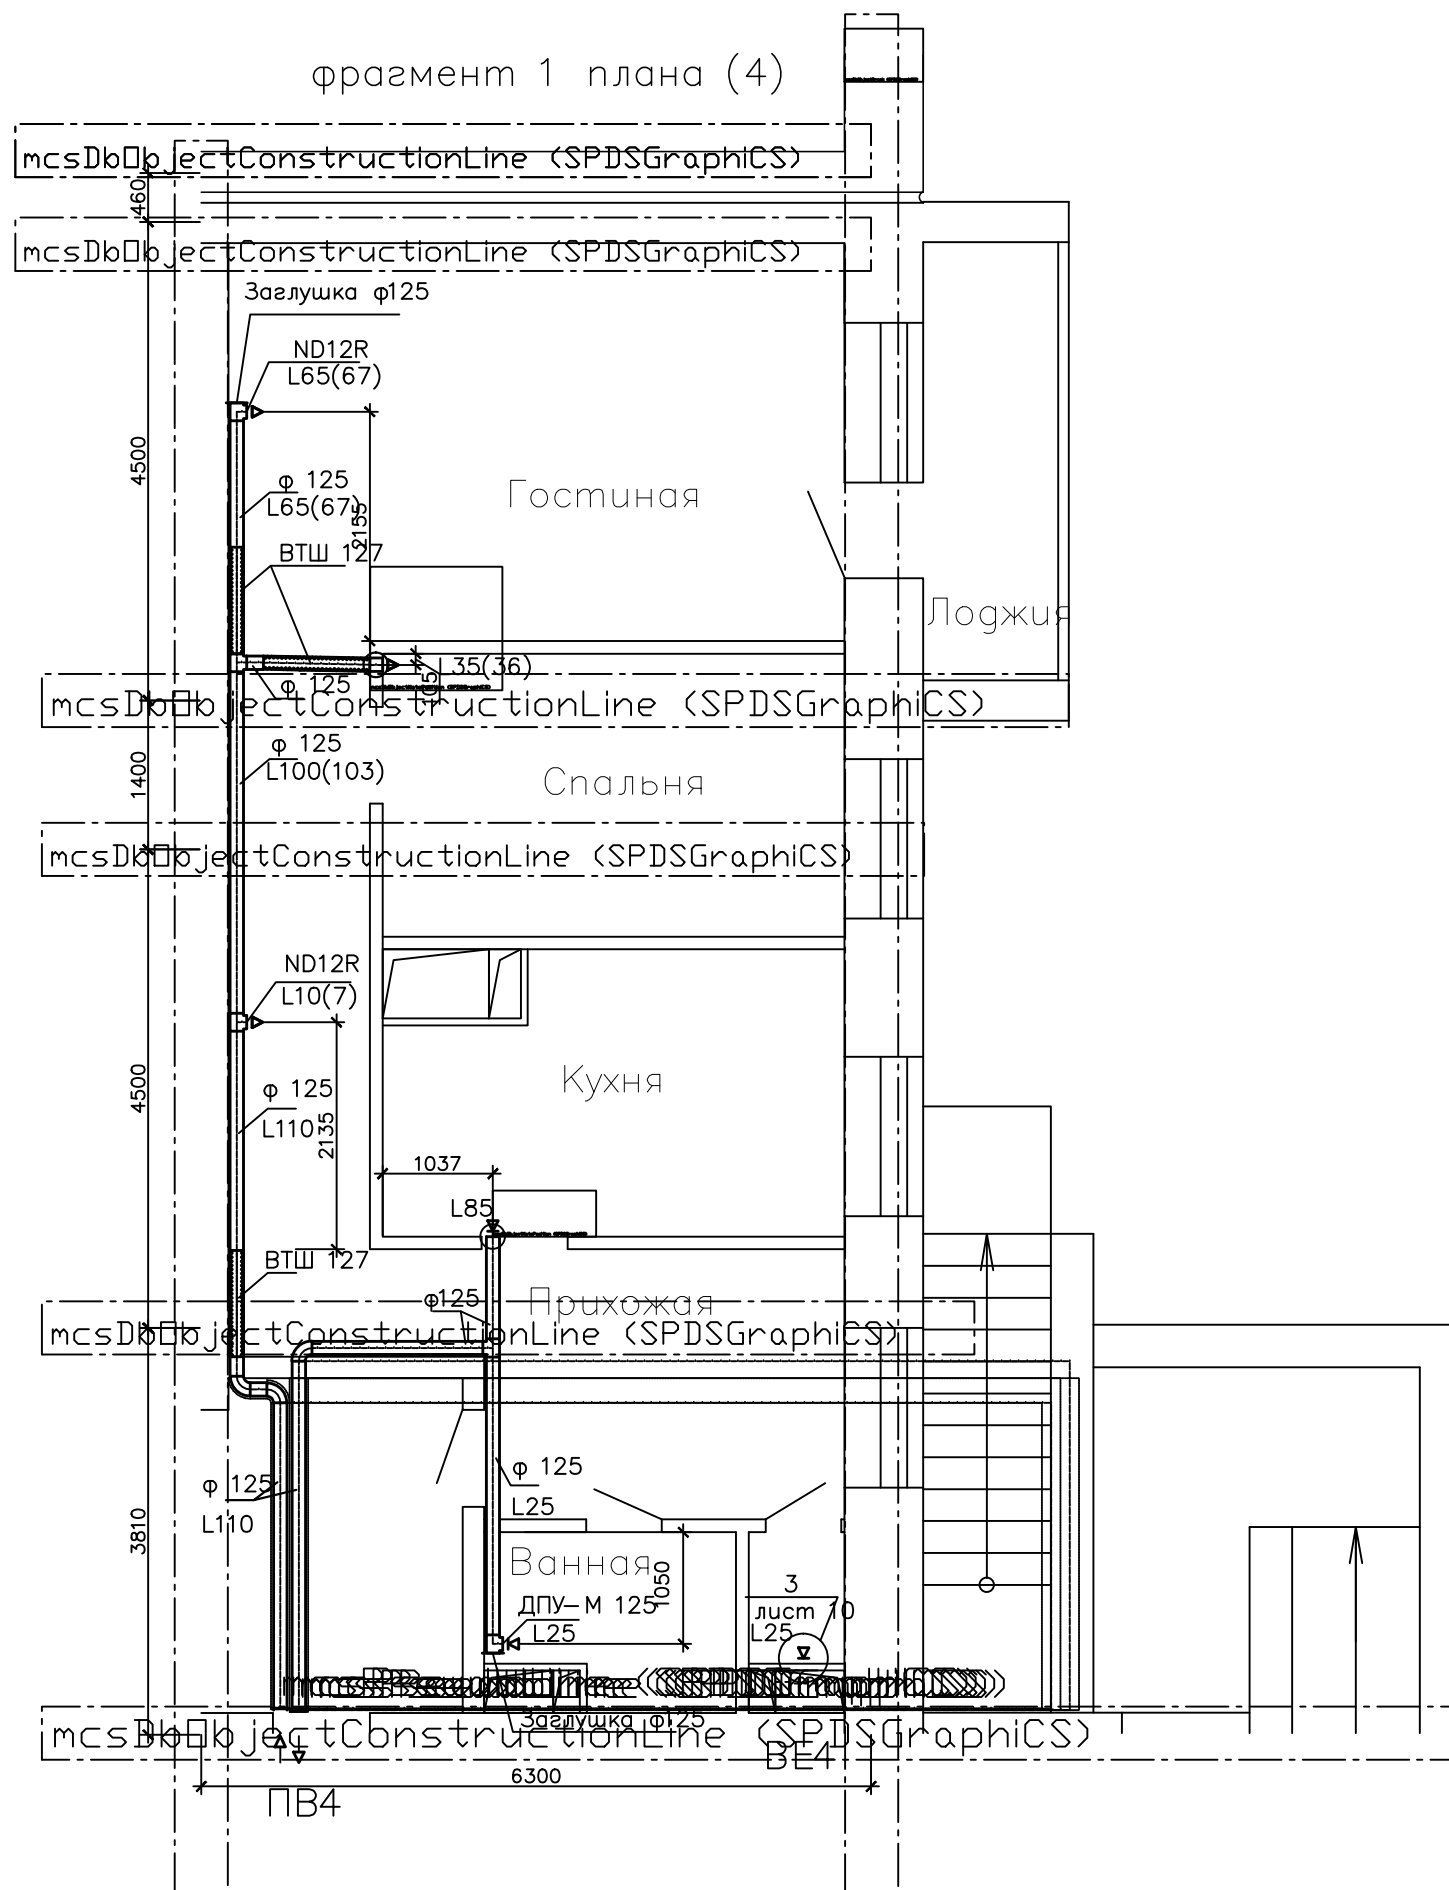 фрагмент 1 плана (4)
mcsDbObjectConstructionLine (SPDSGraphiCS)
460
mcsDbObjectConstructionLine (SPDSGraphiCS)
Заглушка φ125
ND12R
L65(67)
4500
φ 125
L65(67)
2155
Гостиная
ВТШ 127
Лоджия
35(36)
105
φ 125
mcsDbObjectConstructionLine (SPDSGraphiCS)
φ 125
L100(103)
1400
Спальня
mcsDbObjectConstructionLine (SPDSGraphiCS)
ND12R
L10(7)
4500
φ 125
L110
2135
Кухня
1037
L85
ВТШ 127
φ125
Прихожая
mcsDbObjectConstructionLine (SPDSGraphiCS)
φ 125
L110
φ 125
L25
3810
Ванная
1050
ДПУ-М 125
L25
3
лист 10
L25
Заглушка φ125
mcsDbObjectConstructionLine (SPDSGraphiCS)
ВЕ4
6300
ПВ4